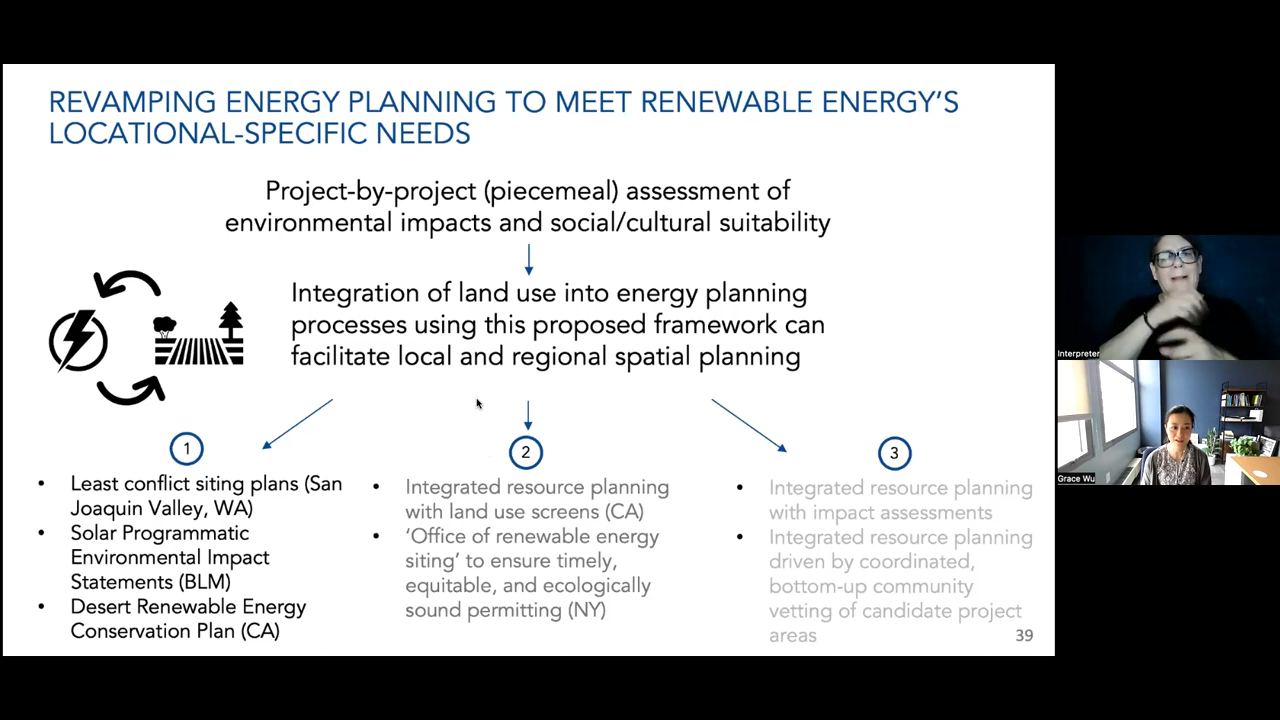 REVAMPING ENERGY PLANNING TO MEET RENEWABLE ENERGY'S
LOCATIONAL-SPECIFIC NEEDS
Project-by-project (piecemeal) assessment of
environmental impacts and social/cultural suitability
Integration of land use into energy planning
processes using this proposed framework can
facilitate local and regional spatial planning
1
• Least conflict siting plans (San
Joaquin Valley, WA)
• Solar Programmatic
Environmental Impact
Statements (BLM)
• Desert Renewable Energy
Conservation Plan (CA)
2
• Integrated resource planning
with land use screens (CA)
• 'Office of renewable energy
siting' to ensure timely,
equitable, and ecologically
sound permitting (NY)
3
• Integrated resource planning
with impact assessments
• Integrated resource planning
driven by coordinated,
bottom-up community
vetting of candidate project
areas
39
Interpreter
Grace Wu